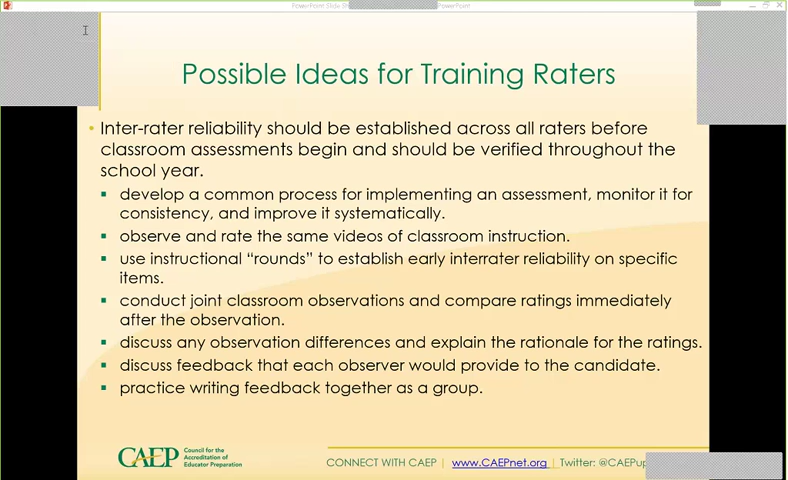 PowerPoint Slide Sh
PowerPoint
Possible Ideas for Training Raters
• Inter-rater reliability should be established across all raters before
classroom assessments begin and should be verified throughout the
school year.
▪ develop a common process for implementing an assessment, monitor it for
consistency, and improve it systematically.
▪ observe and rate the same videos of classroom instruction.
▪ use instructional “rounds” to establish early interrater reliability on specific
items.
▪ conduct joint classroom observations and compare ratings immediately
after the observation.
▪ discuss any observation differences and explain the rationale for the ratings.
▪ discuss feedback that each observer would provide to the candidate.
▪ practice writing feedback together as a group.
CAEP
Council for the
Accreditation of
Educator Preparation
CONNECT WITH CAEP | www.CAEPnet.org | Twitter: @CAEPup